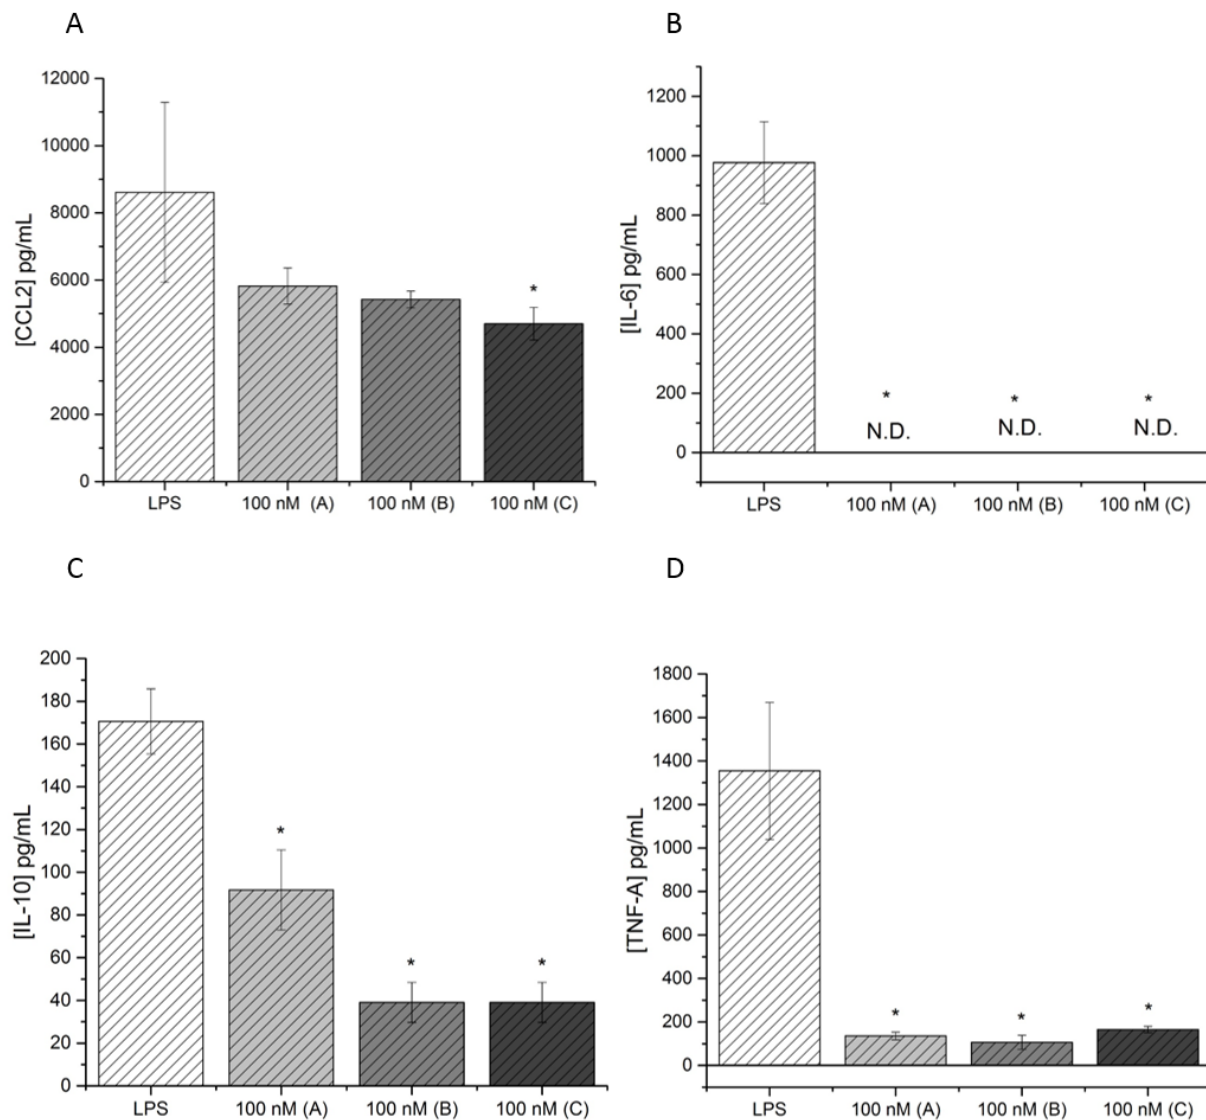 A
12000
10000
8000
6000
4000
2000
0
[CCL2] pg/mL
*
LPS
100 nM (A)
100 nM (B)
100 nM (C)
B
1200
1000
800
600
400
200
0
[IL-6] pg/mL
* * *
N.D. N.D. N.D.
LPS
100 nM (A)
100 nM (B)
100 nM (C)
C
200
180
160
140
120
100
80
60
40
20
0
[IL-10] pg/mL
*
* *
LPS
100 nM (A)
100 nM (B)
100 nM (C)
D
1800
1600
1400
1200
1000
800
600
400
200
0
[TNF-A] pg/mL
* * *
LPS
100 nM (A)
100 nM (B)
100 nM (C)